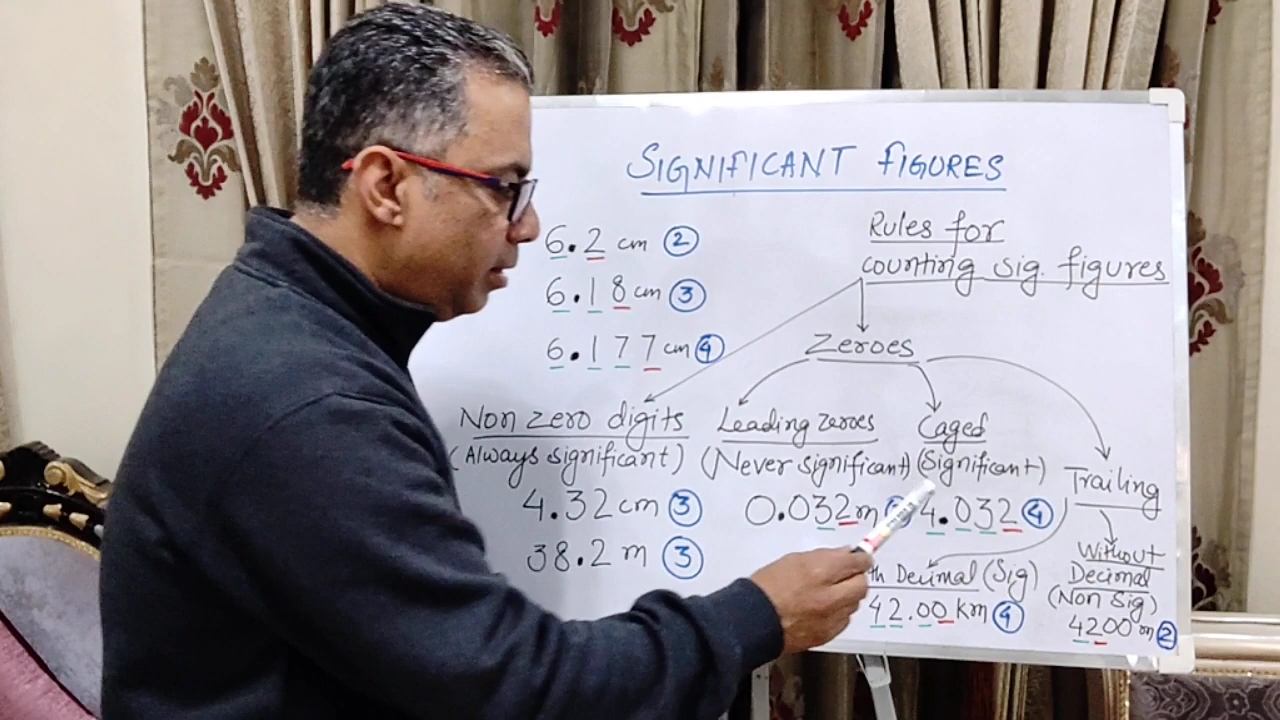 SIGNIFICANT FIGURES
6.2 cm 2
6.18 cm 3
6.177 cm 4
Rules for
counting sig. figures
Zeroes
Non zero digits
(Always significant)
4.32 cm 3
38.2 m 3
Leading zeroes
(Never significant)
0.032 m
Caged
(Significant)
4.032 4
Trailing
Decimal (Sig)
42.00 km 4
Without
Decimal
(Non Sig)
4200 m 2